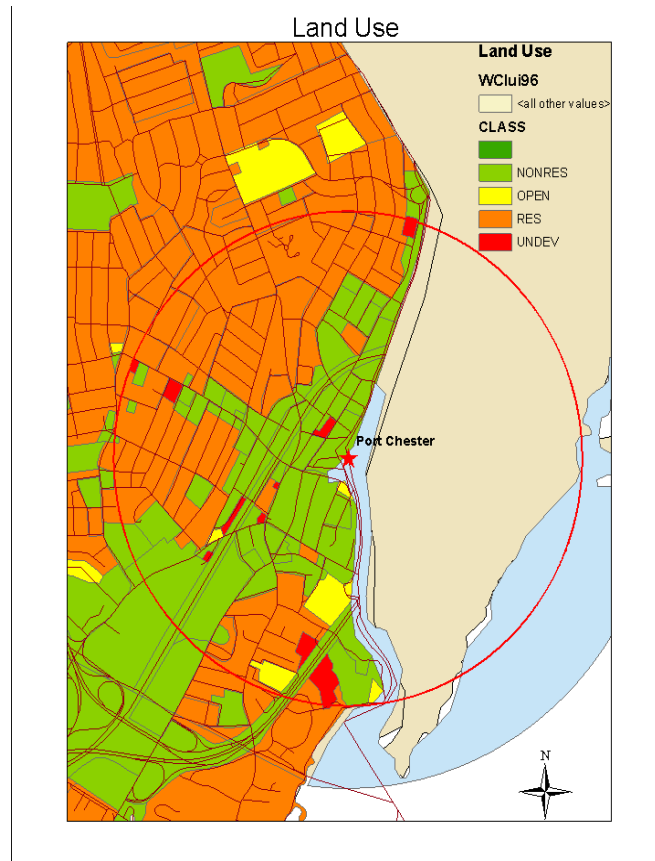 Land Use
Land Use
WClui96
<all other values>
CLASS
NONRES
OPEN
RES
UNDEV
Port Chester
N